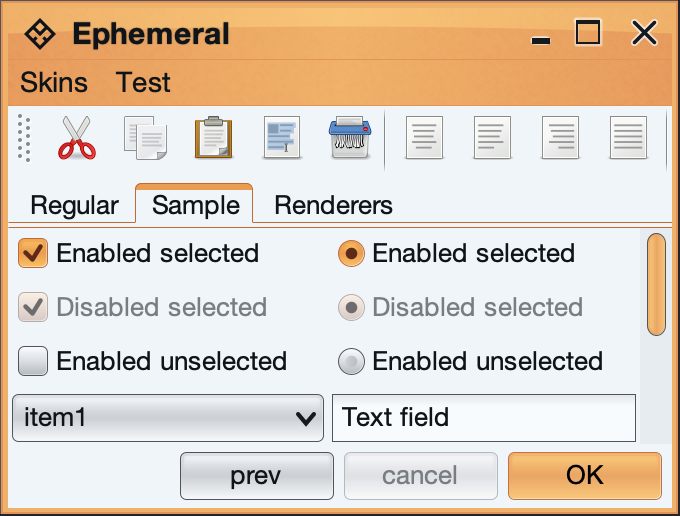 Ephemeral
Skins Test
Regular Sample Renderers
Enabled selected Enabled selected
Disabled selected Disabled selected
Enabled unselected Enabled unselected
item1 Text field
prev cancel OK